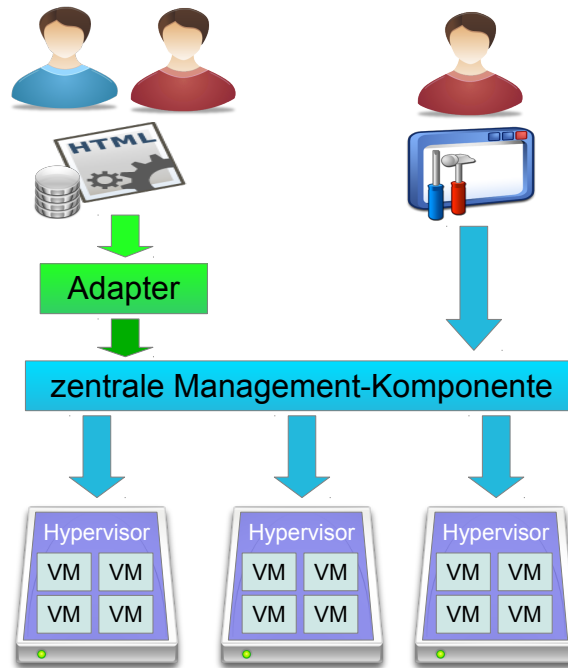 HTML
Adapter
zentrale Management-Komponente
Hypervisor Hypervisor Hypervisor
VM VM VM VM VM VM
VM VM VM VM VM VM